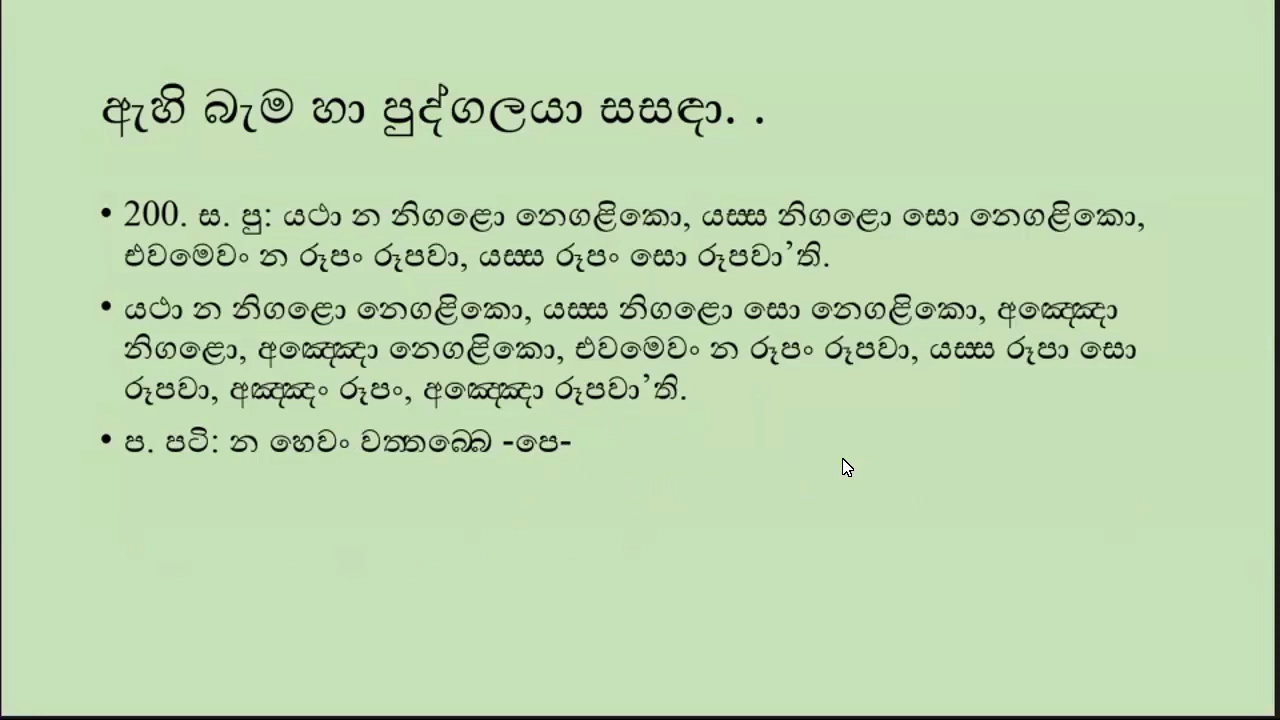 ඇහි බැම හා පුද්ගලයා සසඳා. .
• 200. ස. පු: යථා න නිගළො නෙගළිකො, යස්‍ස නිගළො සො නෙගළිකො,
එවමෙවං න රූපං රූපවා, යස්‍ස රූපං සො රූපවා’ති.
• යථා න නිගළො නෙගළිකො, යස්‍ස නිගළො සො නෙගළිකො, අඤ්‍ඤො
නිගළො, අඤ්‍ඤො නෙගළිකො, එවමෙවං න රූපං රූපවා, යස්‍ස රූපා සො
රූපවා, අඤ්‍ඤං රූපං, අඤ්‍ඤො රූපවා’ති.
• ප. පටි: න හෙවං වත්‍තබ්‍බෙ -පෙ-